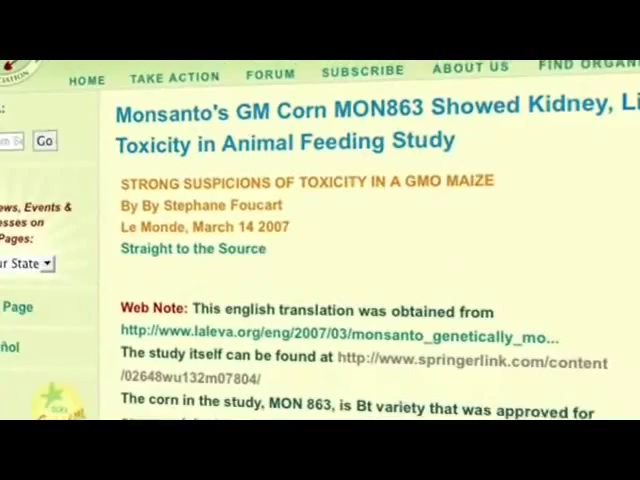 HOME TAKE ACTION FORUM SUBSCRIBE ABOUT US FIND
Go
Monsanto's GM Corn MON863 Showed Kidney,
Toxicity in Animal Feeding Study
STRONG SUSPICIONS OF TOXICITY IN A GMO MAIZE
By By Stephane Foucart
Le Monde, March 14 2007
Straight to the Source
Events &
on
Pages:
State
Page
Web Note: This english translation was obtained from
http://www.laleva.org/eng/2007/03/monsanto_genetically_mo...
The study itself can be found at http://www.springerlink.com/content
/02648wu132m07804/
The corn in the study, MON 863, is Bt variety that was approved for